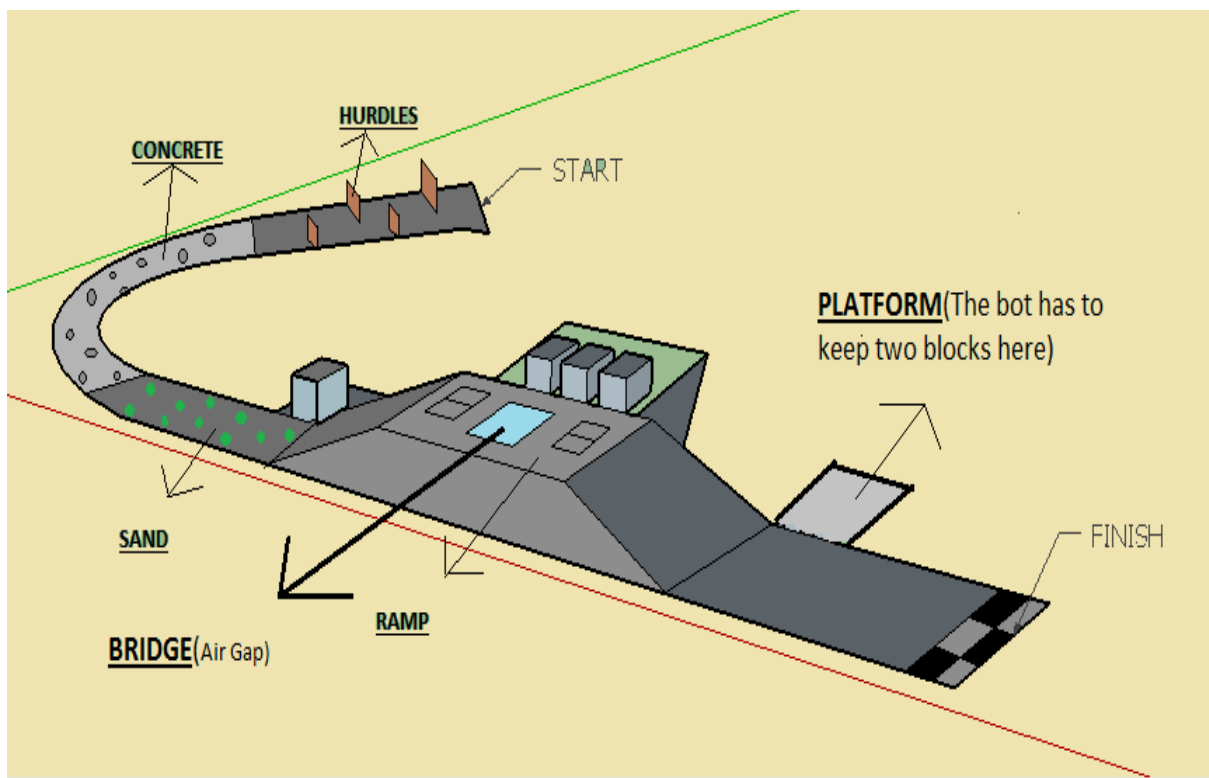 HURDLES
CONCRETE
START
PLATFORM(The bot has to
keep two blocks here)
FINISH
SAND
RAMP
BRIDGE(Air Gap)